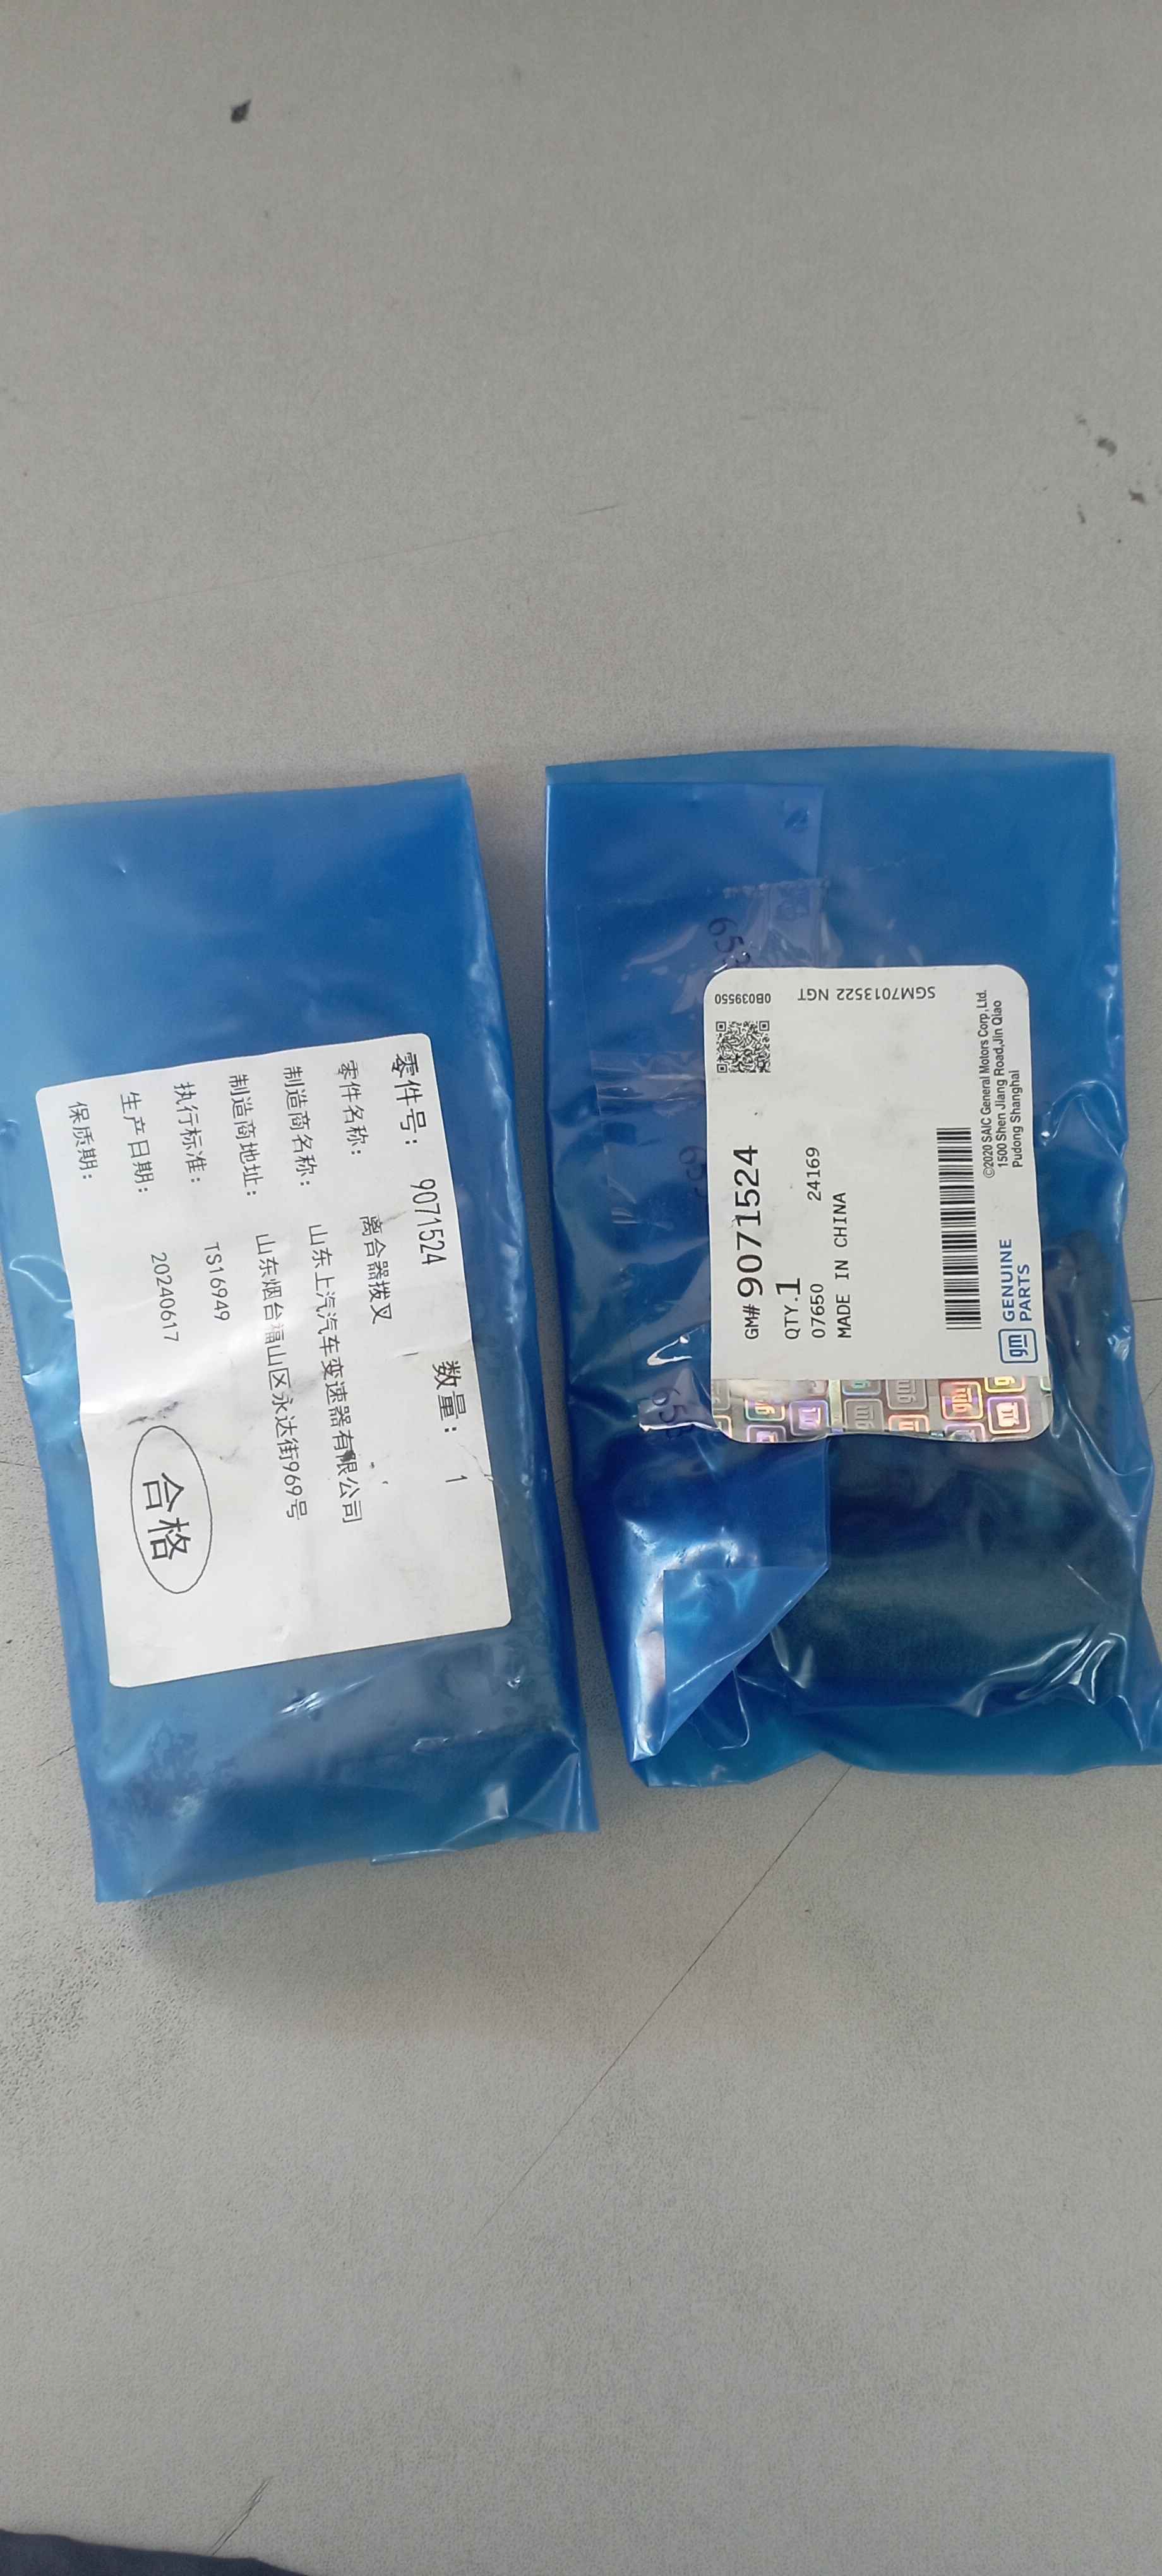 零件号： 9071524 数量： 1
零件名称： 离合器拨叉
制造商名称： 山东上汽汽车变速器有限公司
制造商地址： 山东烟台福山区永达街969号
执行标准： TS16949
生产日期： 20240617
保质期：
合格
GM# 9071524
QTY. 1
07650 24169
MADE IN CHINA
0B039550
SGM7013522 NGT
©2020 SAIC General Motors Corp,Ltd.
1500 Shen Jiang Road,Jin Qiao
Pudong Shanghai
gm GENUINE
PARTS